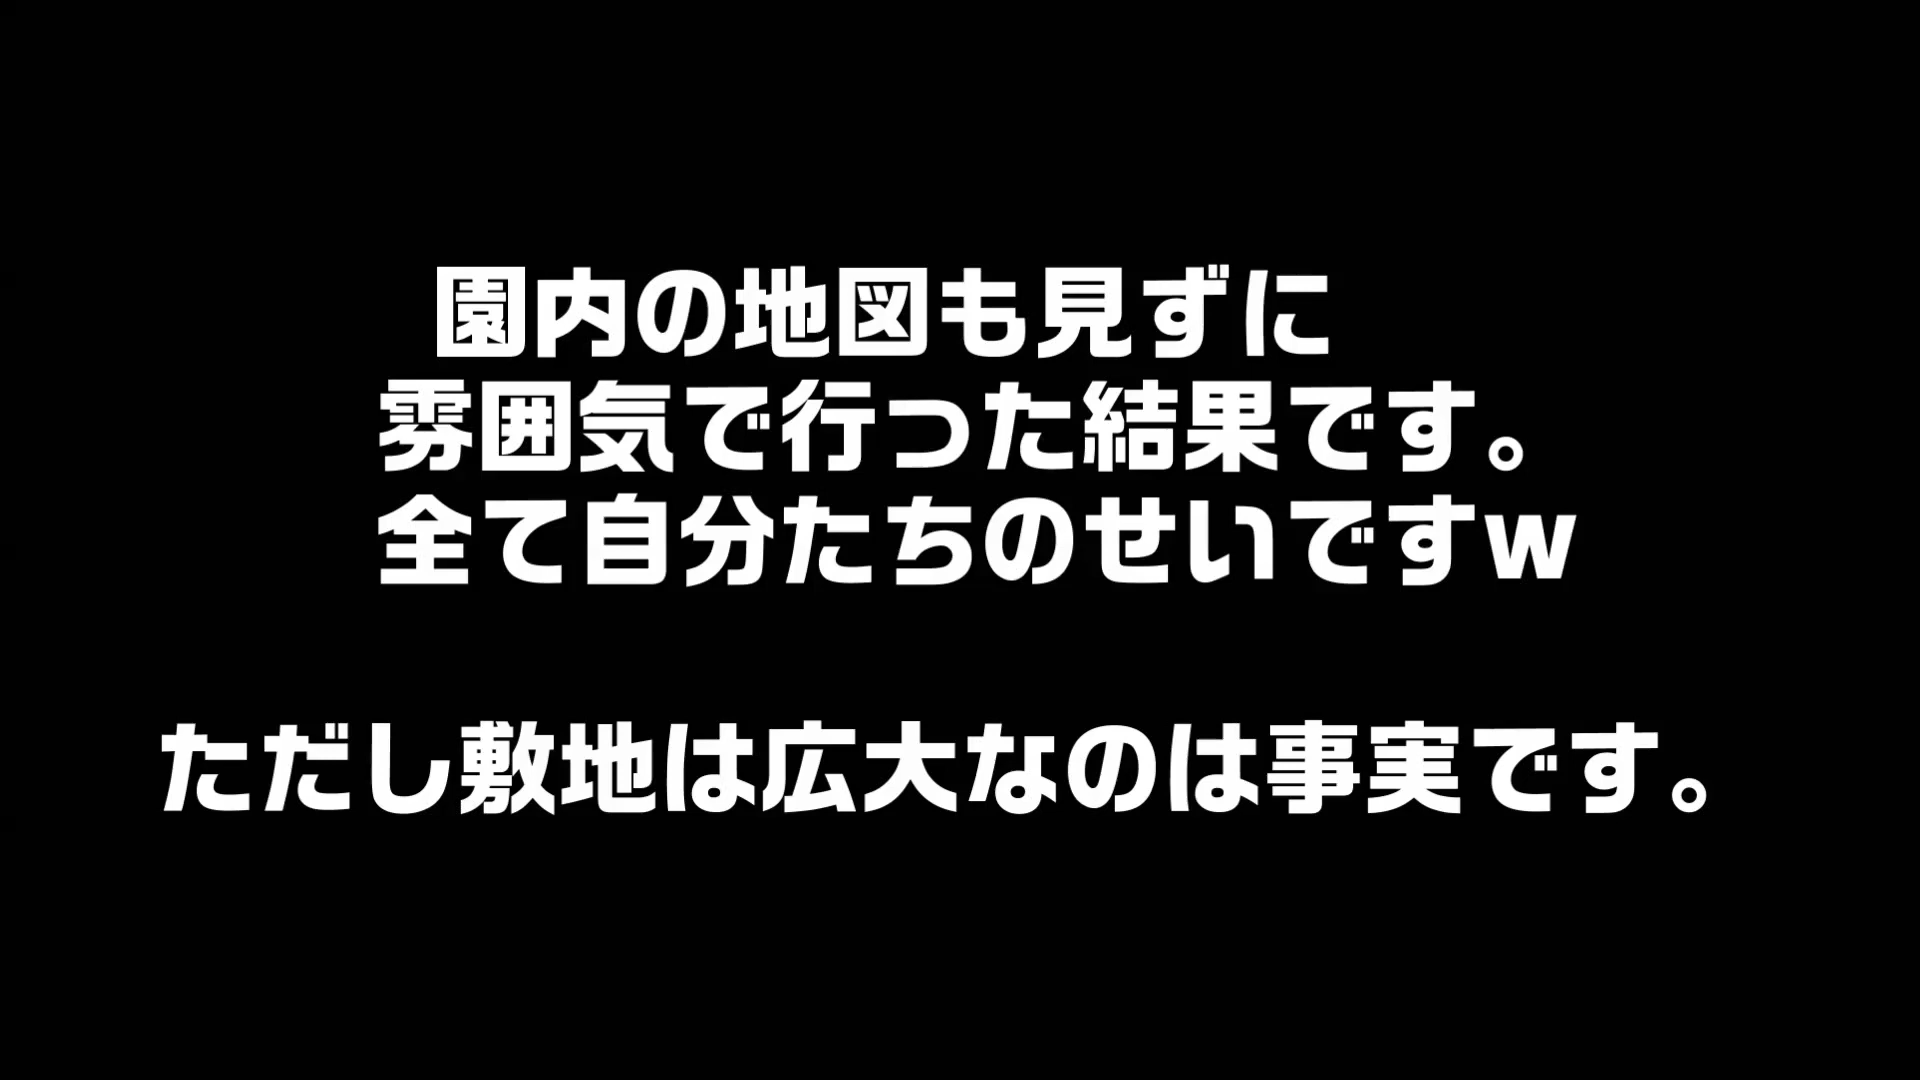 園内の地図も見ずに
雰囲気で行った結果です。
全て自分たちのせいですw
ただし敷地は広大なのは事実です。